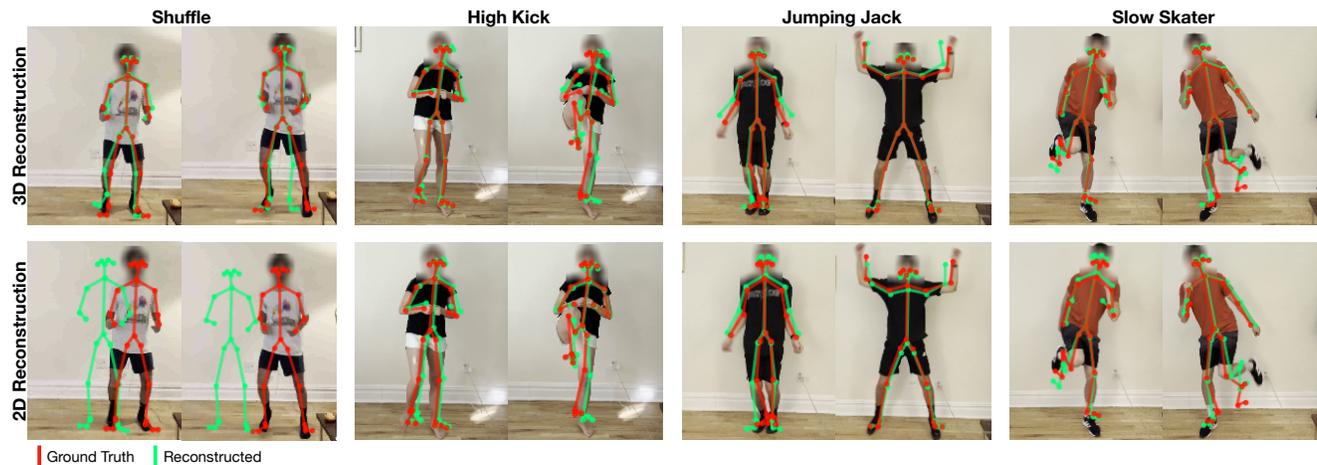 Shuffle
High Kick
Jumping Jack
Slow Skater
3D Reconstruction
2D Reconstruction
Ground Truth
Reconstructed